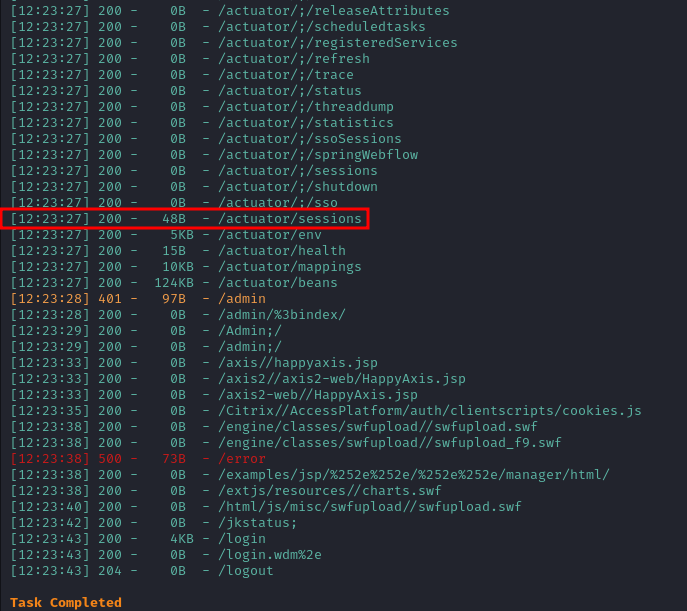 [12:23:27] 200 -    0B  - /actuator/;/releaseAttributes
[12:23:27] 200 -    0B  - /actuator/;/scheduledtasks
[12:23:27] 200 -    0B  - /actuator/;/registeredServices
[12:23:27] 200 -    0B  - /actuator/;/refresh
[12:23:27] 200 -    0B  - /actuator/;/trace
[12:23:27] 200 -    0B  - /actuator/;/status
[12:23:27] 200 -    0B  - /actuator/;/threaddump
[12:23:27] 200 -    0B  - /actuator/;/statistics
[12:23:27] 200 -    0B  - /actuator/;/ssoSessions
[12:23:27] 200 -    0B  - /actuator/;/springWebflow
[12:23:27] 200 -    0B  - /actuator/;/sessions
[12:23:27] 200 -    0B  - /actuator/;/shutdown
[12:23:27] 200 -    0B  - /actuator/;/sso
[12:23:27] 200 -   48B  - /actuator/sessions
[12:23:27] 200 -    5KB - /actuator/env
[12:23:27] 200 -   15B  - /actuator/health
[12:23:27] 200 -   10KB - /actuator/mappings
[12:23:27] 200 -  124KB - /actuator/beans
[12:23:28] 401 -   97B  - /admin
[12:23:28] 200 -    0B  - /admin/%3bindex/
[12:23:29] 200 -    0B  - /Admin;/
[12:23:29] 200 -    0B  - /admin;/
[12:23:33] 200 -    0B  - /axis//happyaxis.jsp
[12:23:33] 200 -    0B  - /axis2//axis2-web/HappyAxis.jsp
[12:23:33] 200 -    0B  - /axis2-web//HappyAxis.jsp
[12:23:35] 200 -    0B  - /Citrix//AccessPlatform/auth/clientscripts/cookies.js
[12:23:38] 200 -    0B  - /engine/classes/swfupload//swfupload.swf
[12:23:38] 200 -    0B  - /engine/classes/swfupload//swfupload_f9.swf
[12:23:38] 500 -   73B  - /error
[12:23:38] 200 -    0B  - /examples/jsp/%252e%252e/%252e%252e/manager/html/
[12:23:38] 200 -    0B  - /extjs/resources//charts.swf
[12:23:40] 200 -    0B  - /html/js/misc/swfupload//swfupload.swf
[12:23:42] 200 -    0B  - /jkstatus;
[12:23:43] 200 -    4KB - /login
[12:23:43] 200 -    0B  - /login.wdm%2e
[12:23:43] 204 -    0B  - /logout
Task Completed